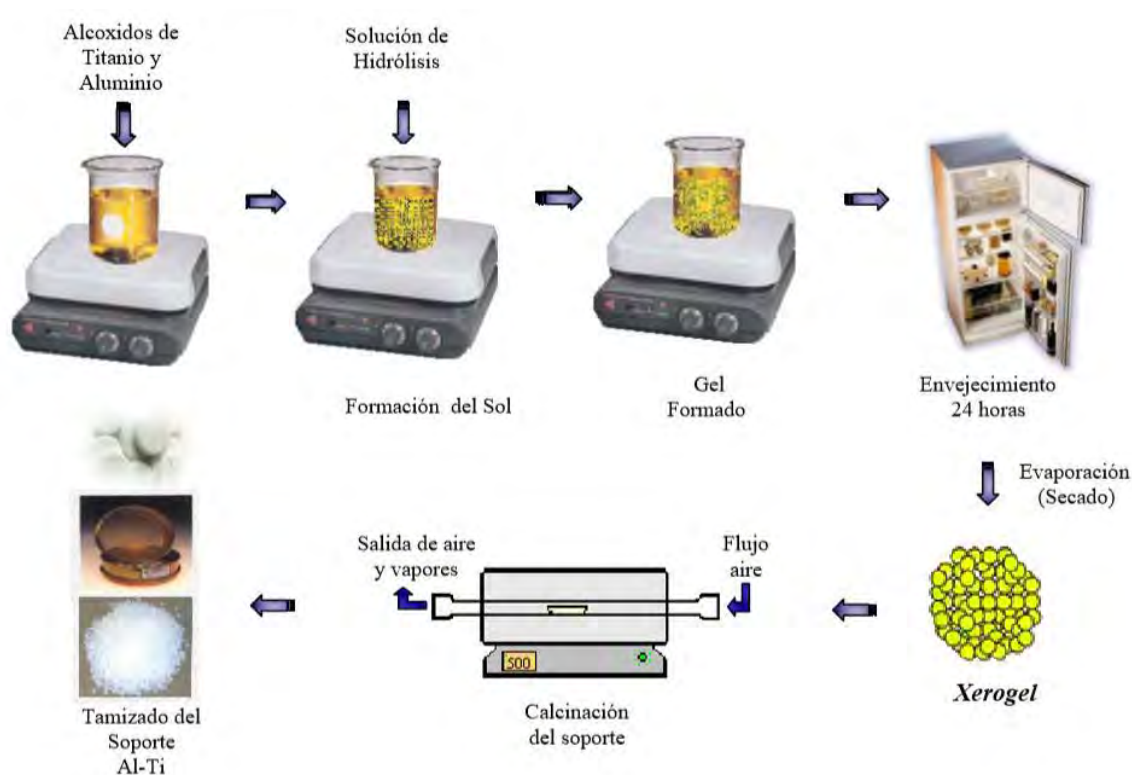 Alcoxidos de
Titanio y
Aluminio
Solución de
Hidrólisis
Formación del Sol
Gel
Formado
Envejecimiento
24 horas
Evaporación
(Secado)
Xerogel
Flujo
aire
Salida de aire
y vapores
500
Calcinación
del soporte
Tamizado del
Soporte
Al-Ti